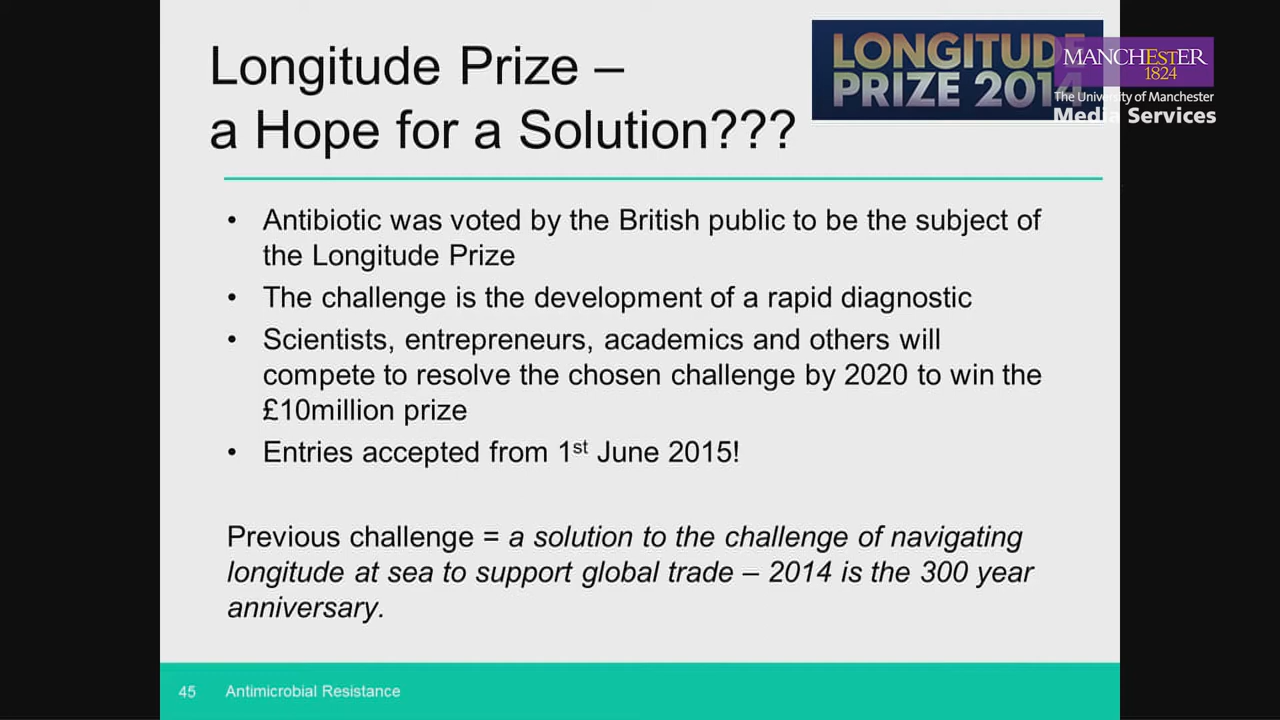 Longitude Prize –
a Hope for a Solution???
LONGITUDE
PRIZE 2014
MANCHEsTER
1824
The University of Manchester
Media Services
• Antibiotic was voted by the British public to be the subject of
the Longitude Prize
• The challenge is the development of a rapid diagnostic
• Scientists, entrepreneurs, academics and others will
compete to resolve the chosen challenge by 2020 to win the
£10million prize
• Entries accepted from 1st June 2015!
Previous challenge = a solution to the challenge of navigating
longitude at sea to support global trade – 2014 is the 300 year
anniversary.
45 Antimicrobial Resistance